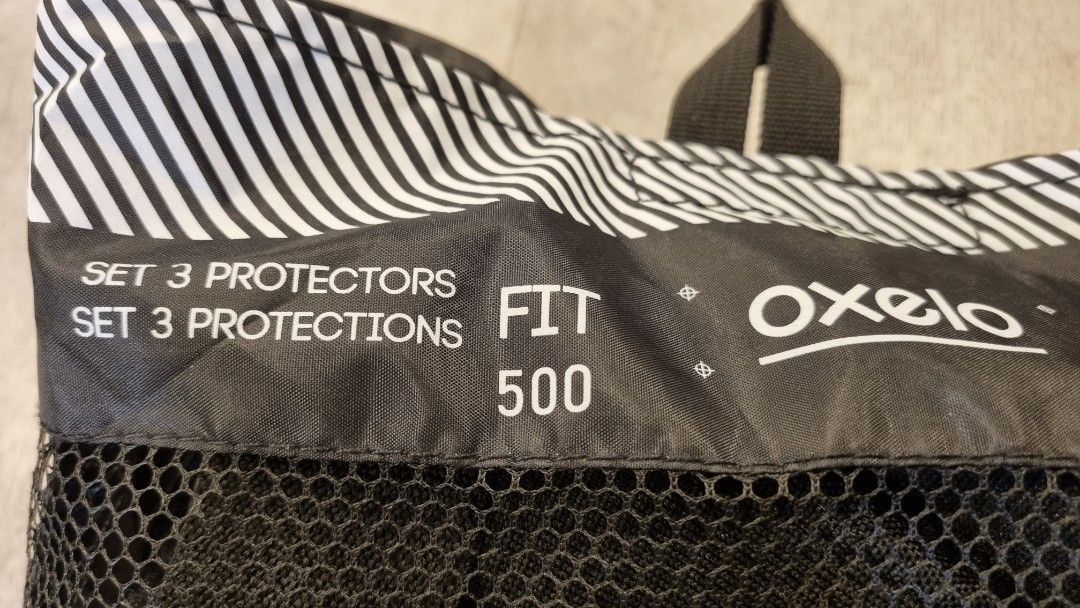 SET 3 PROTECTORS
SET 3 PROTECTIONS
FIT
500
oxelo